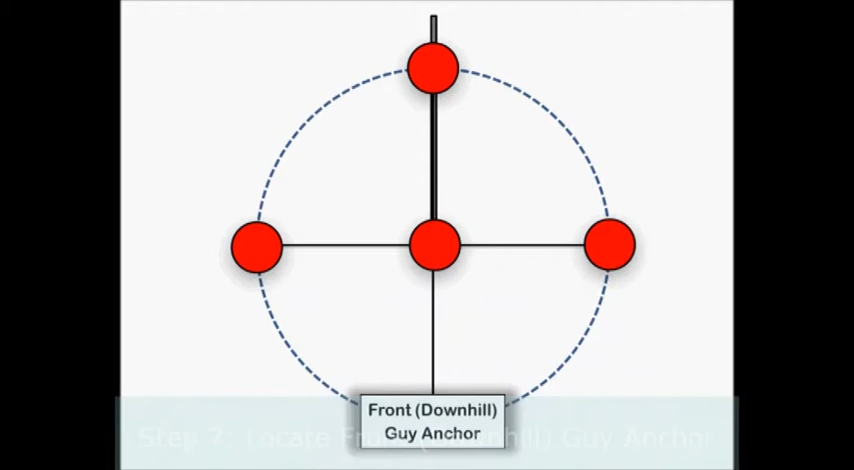 Front (Downhill)
Guy Anchor
Step 7: Locate Front (Downhill) Guy Anchor